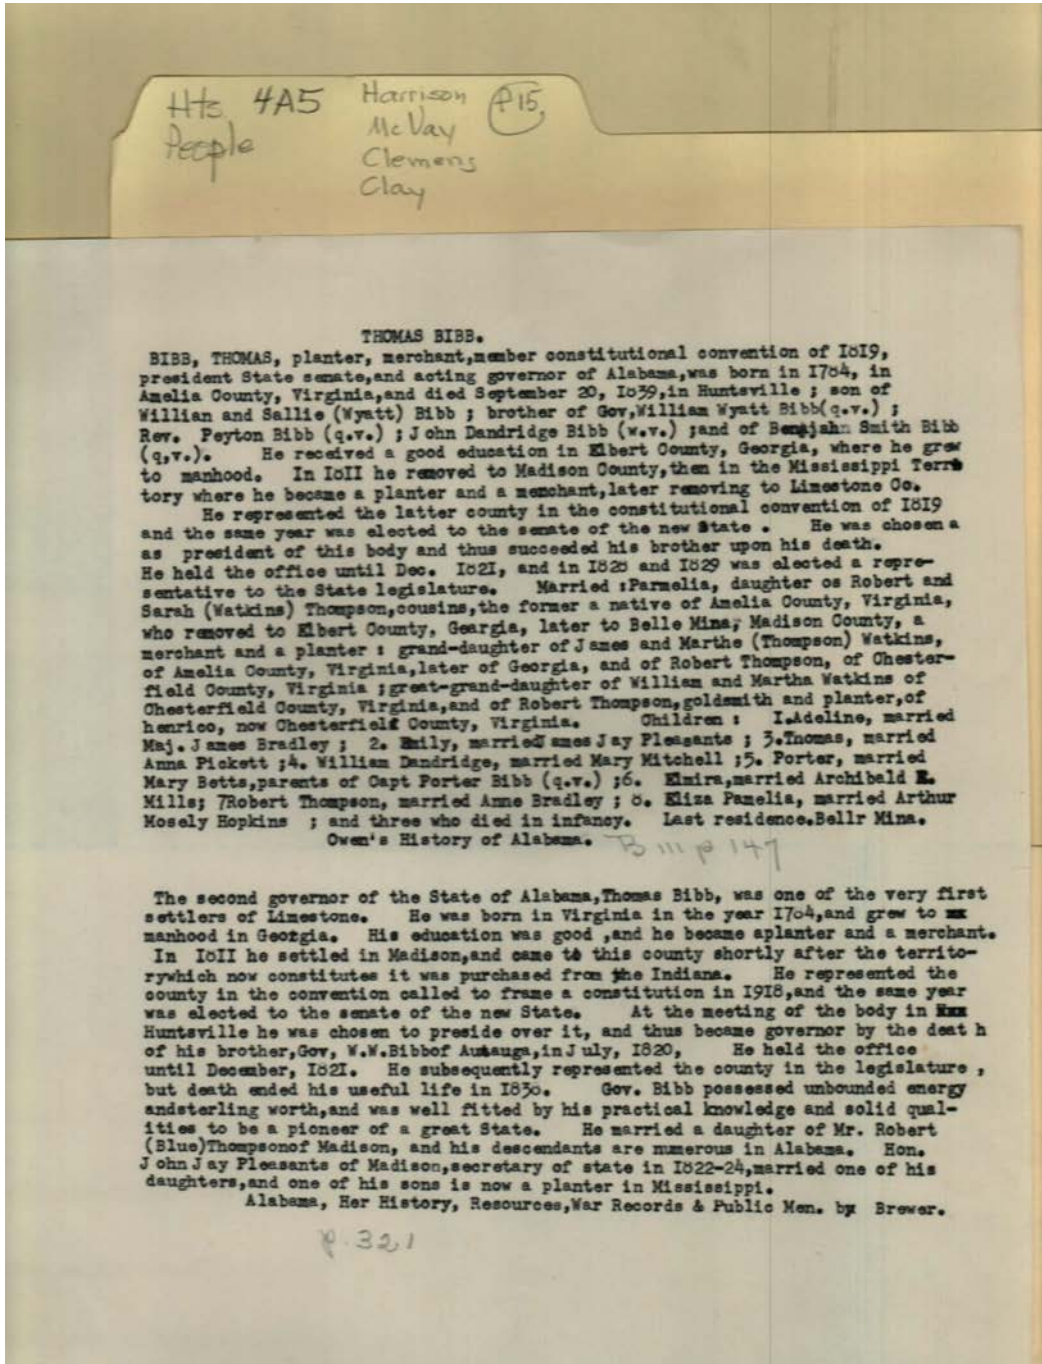 Hts 4A5 Harrison P15
People McVay
Clemens
Clay
THOMAS BIBB.
BIBB, THOMAS, planter, merchant,member constitutional convention of I8I9,
president State senate,and acting governor of Alabama,was born in I784, in
Amelia County, Virginia,and died September 20, I839,in Huntsville ; son of
Willian and Sallie (Wyatt) Bibb ; brother of Gov,William Wyatt Bibb(q.v.) ;
Rev. Peyton Bibb (q.v.) ;John Dandridge Bibb (w.v.) ;and of Benajah Smith Bibb
(q,v.). He received a good education in Elbert County, Georgia, where he grew
to manhood. In I8II he removed to Madison County,then in the Mississippi Terri
tory where he became a planter and a menchant,later removing to Limestone Co.
He represented the latter county in the constitutional convention of I8I9
and the same year was elected to the senate of the new State . He was chosen a
as president of this body and thus succeeded his brother upon his death.
He held the office until Dec. I82I, and in I828 and I829 was elected a repre-
sentative to the State legislature. Married :Parmelia, daughter os Robert and
Sarah (Watkins) Thompson,cousins,the former a native of Amelia County, Virginia,
who removed to Elbert County, Geargia, later to Belle Mina, Madison County, a
merchant and a planter : grand-daughter of James and Marthe (Thompson) Watkins,
of Amelia County, Virginia,later of Georgia, and of Robert Thompson, of Chester-
field County, Virginia ;great-grand-daughter of William and Martha Watkins of
Chesterfield County, Virginia,and of Robert Thompson,goldsmith and planter,of
henrico, now Chesterfielf County, Virginia. Children : I.Adeline, married
Maj. James Bradley ; 2. Emily, marriedJames Jay Pleasants ; 3.Thomas, married
Anna Pickett ;4. William Dandridge, married Mary Mitchell ;5. Porter, married
Mary Betts,parents of Capt Porter Bibb (q.v.) ;6. Elmira,married Archibald E.
Mills; 7Robert Thompson, married Anne Bradley ; 8. Eliza Pamelia, married Arthur
Mosely Hopkins ; and three who died in infancy. Last residence.Bellr Mina.
Owen's History of Alabama. B III p 147
The second governor of the State of Alabama,Thomas Bibb, was one of the very first
settlers of Limestone. He was born in Virginia in the year I784,and grew to xx
manhood in Georgia. His education was good ,and he became aplanter and a merchant.
In I8II he settled in Madison,and came to this county shortly after the territo-
rywhich now constitutes it was purchased from the Indiana. He represented the
county in the convention called to frame a constitution in I9I8,and the same year
was elected to the senate of the new State. At the meeting of the body in Xxx
Huntsville he was chosen to preside over it, and thus became governor by the deat h
of his brother,Gov, W.W.Bibbof Autauga,inJuly, I820, He held the office
until December, I82I. He subsequently represented the county in the legislature ,
but death ended his useful life in I838. Gov. Bibb possessed unbounded energy
andsterling worth,and was well fitted by his practical knowledge and solid qual-
ities to be a pioneer of a great State. He married a daughter of Mr. Robert
(Blue)Thompsonof Madison, and his descendants are numerous in Alabama. Hon.
John Jay Pleasants of Madison,secretary of state in I822-24,married one of his
daughters,and one of his sons is now a planter in Mississippi.
Alabama, Her History, Resources,War Records & Public Men. by Brewer.
p. 321